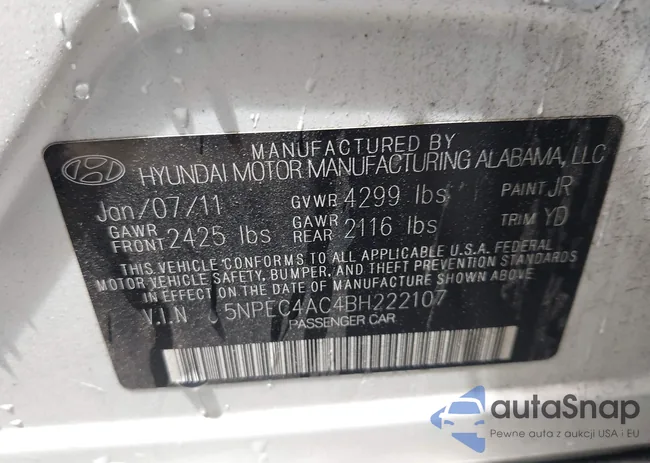 MANUFACTURED BY
HYUNDAI MOTOR MANUFACTURING ALABAMA, LLC
Jan/07/11 GVWR 4299 lbs PAINT JR
GAWR FRONT 2425 lbs GAWR REAR 2116 lbs TRIM YD
THIS VEHICLE CONFORMS TO ALL APPLICABLE U.S.A. FEDERAL
MOTOR VEHICLE SAFETY, BUMPER, AND THEFT PREVENTION STANDARDS
IN EFFECT ON THE DATE OF MANUFACTURE SHOWN ABOVE.
V.I.N 5NPEC4AC4BH222107
PASSENGER CAR
autoSnap
Pewne auta z aukcji USA i EU